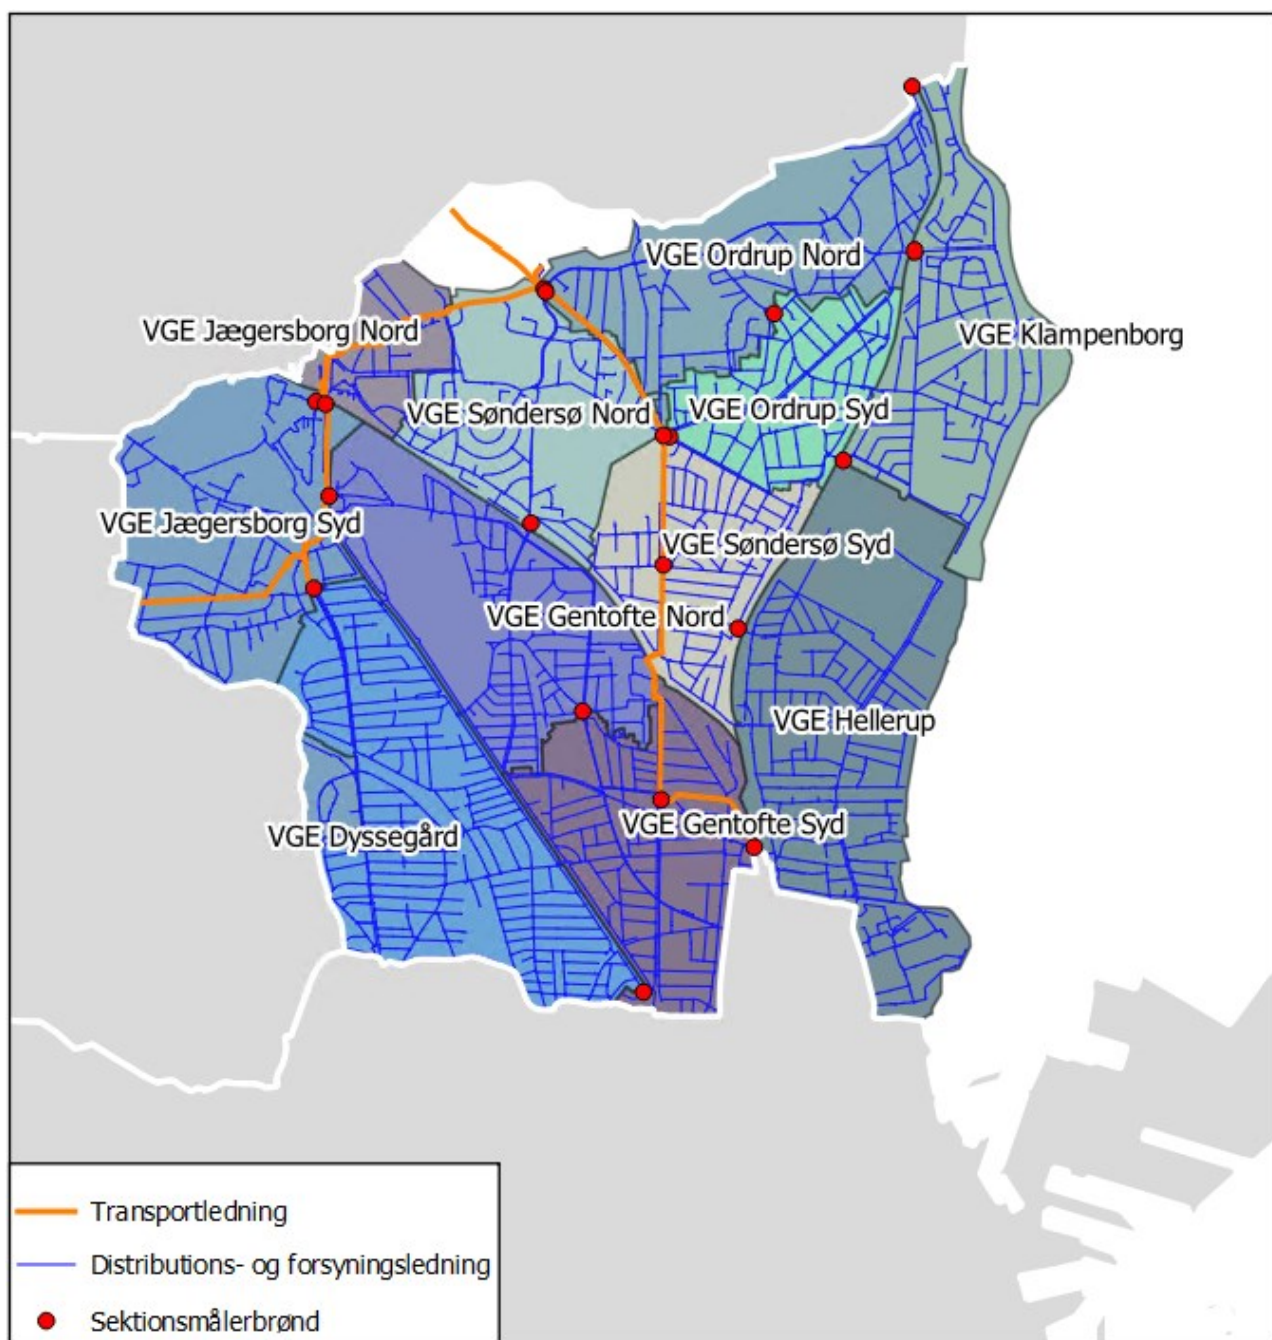 VGE Ordrup Nord
VGE Jægersborg Nord
VGE Klampenborg
VGE Søndersø Nord
VGE Ordrup Syd
VGE Jægersborg Syd
VGE Søndersø Syd
VGE Gentofte Nord
VGE Hellerup
VGE Gentofte Syd
VGE Dyssegård
Transportledning
Distributions- og forsyningsledning
Sektionsmålerbrønd